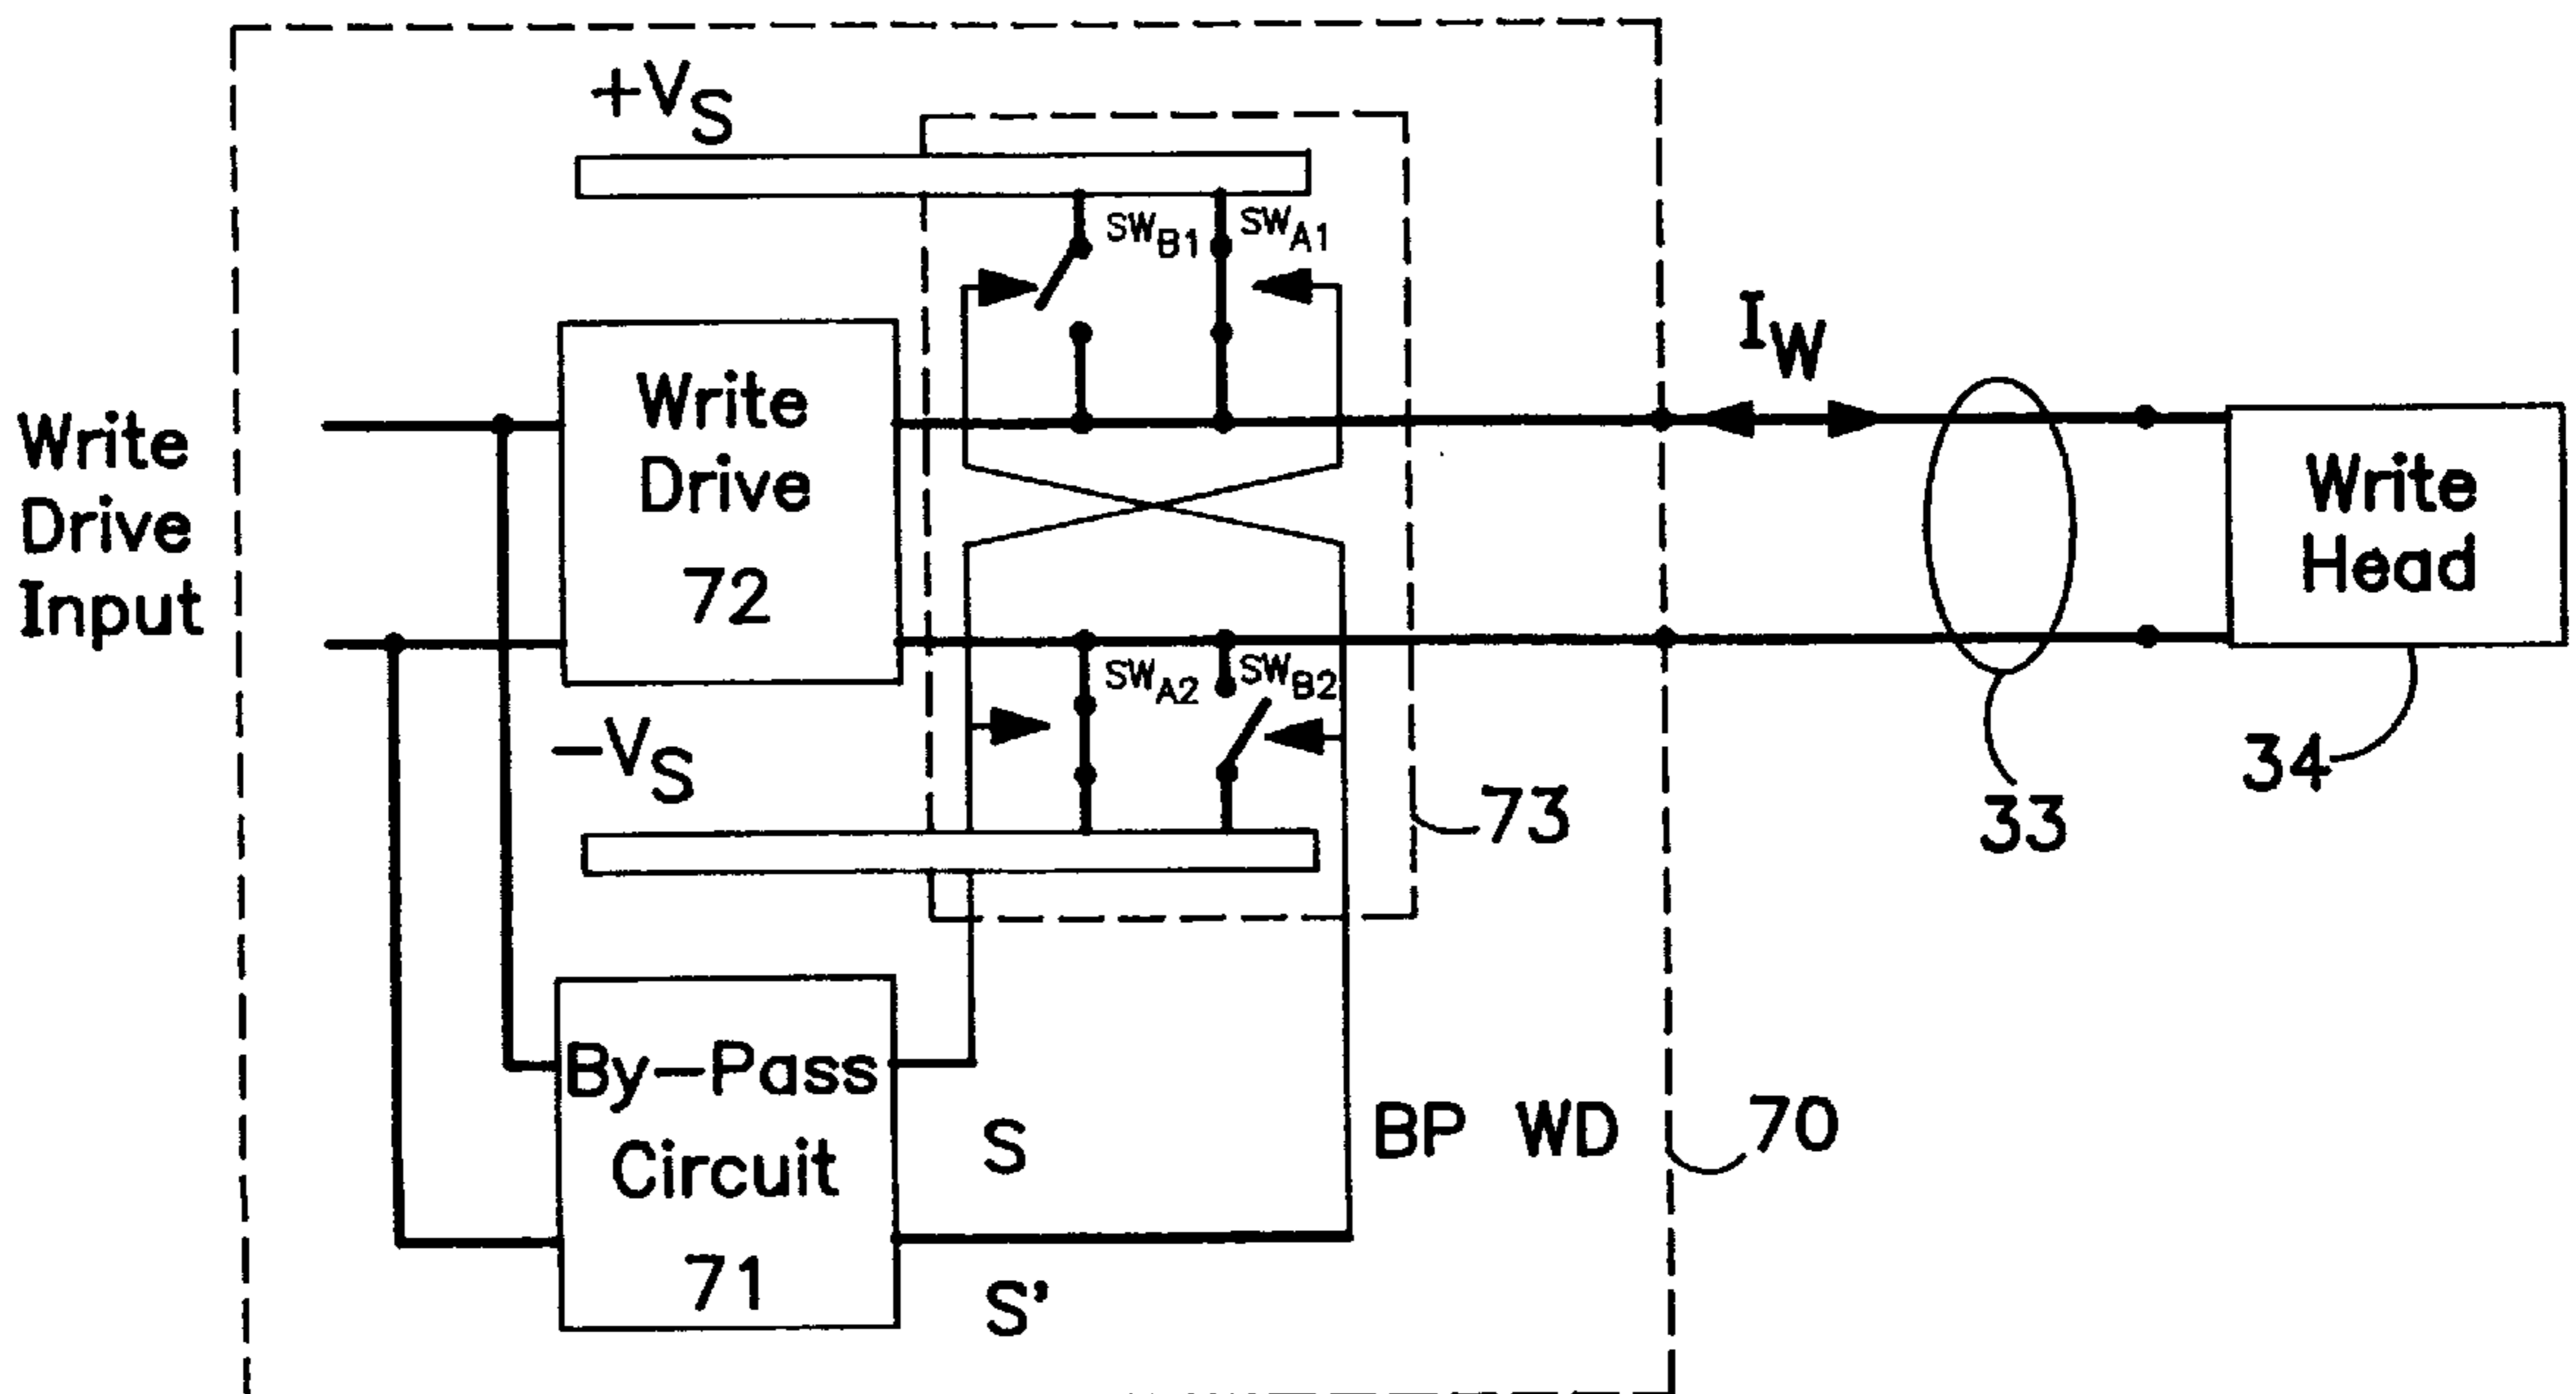 +VS
SWB1
SWA1
Write
Drive
Input
Write
Drive
72
IW
Write
Head
34
33
SWA2
SWB2
-VS
73
By-Pass
Circuit
71
S
S'
BP WD
70